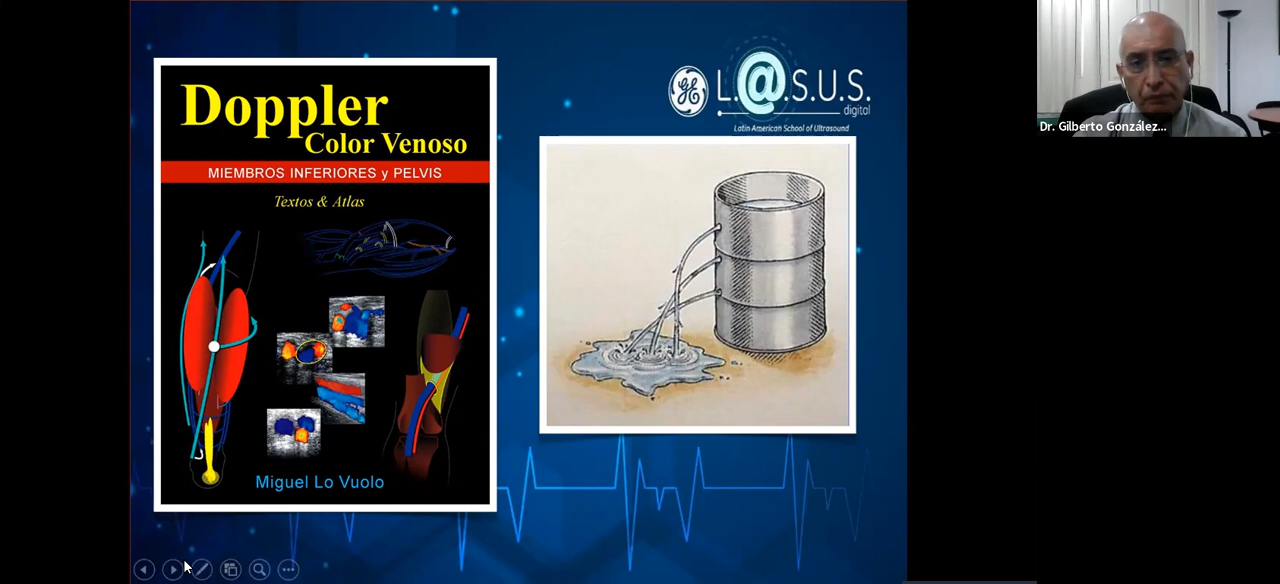 Doppler
Color Venoso
MIEMBROS INFERIORES y PELVIS
Textos & Atlas
Miguel Lo Vuolo
GE
L.@.S.U.S.
digital
Latin American School of Ultrasound
Dr. Gilberto González...